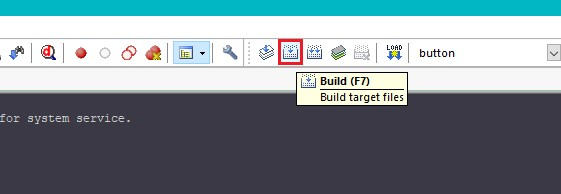 LOAD
button
Build (F7)
Build target files
for system service.